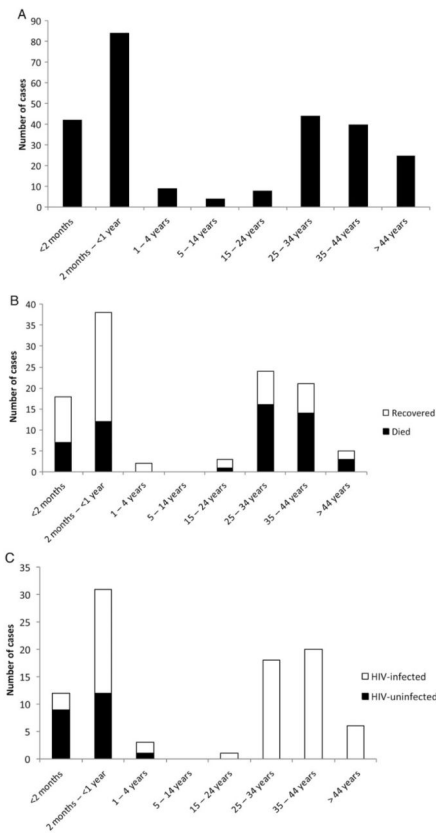 A
Number of cases
90
80
70
60
50
40
30
20
10
0
<2 months
2 months – <1 year
1 – 4 years
5 – 14 years
15 – 24 years
25 – 34 years
35 – 44 years
> 44 years
B
Number of cases
40
35
30
25
20
15
10
5
0
<2 months
2 months – <1 year
1 – 4 years
5 – 14 years
15 – 24 years
25 – 34 years
35 – 44 years
> 44 years
Recovered
Died
C
Number of cases
35
30
25
20
15
10
5
0
<2 months
2 months – <1 year
1 – 4 years
5 – 14 years
15 – 24 years
25 – 34 years
35 – 44 years
> 44 years
HIV-infected
HIV-uninfected